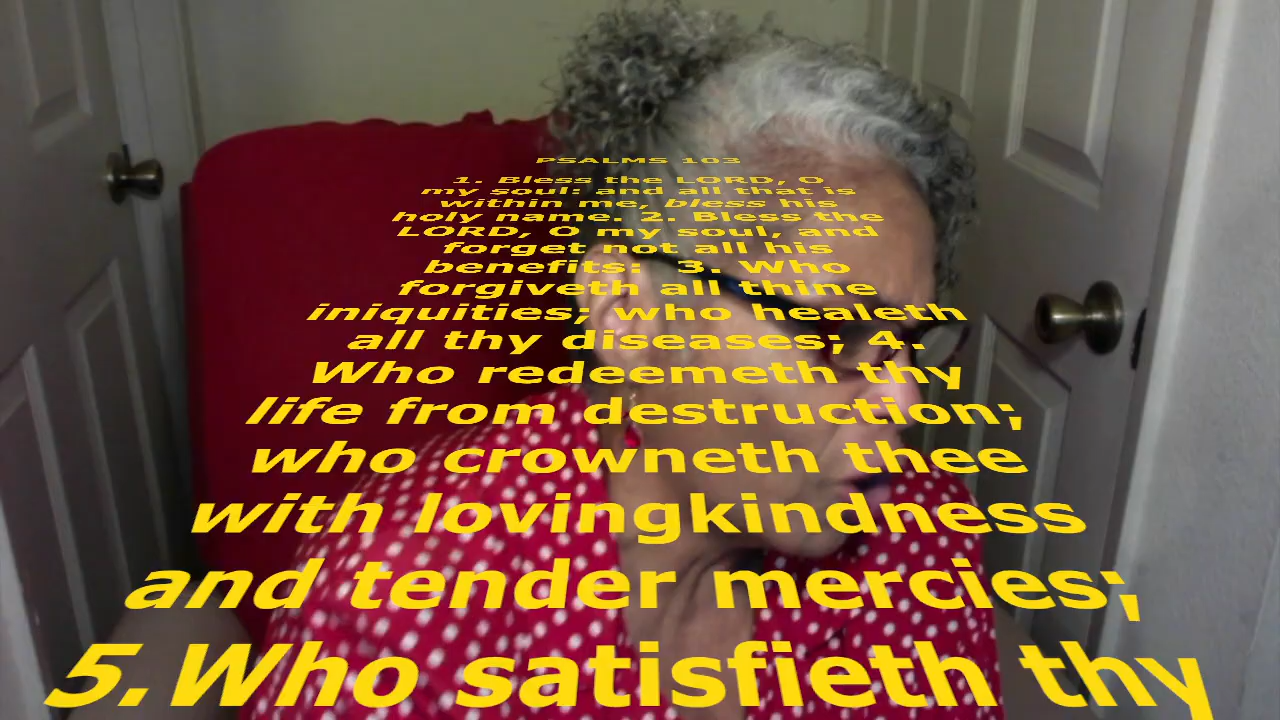 PSALMS 103
1. Bless the LORD, O
my soul: and all that is
within me, bless his
holy name. 2. Bless the
LORD, O my soul, and
forget not all his
benefits: 3. Who
forgiveth all thine
iniquities; who healeth
all thy diseases; 4.
Who redeemeth thy
life from destruction;
who crowneth thee
with lovingkindness
and tender mercies;
5.Who satisfieth thy